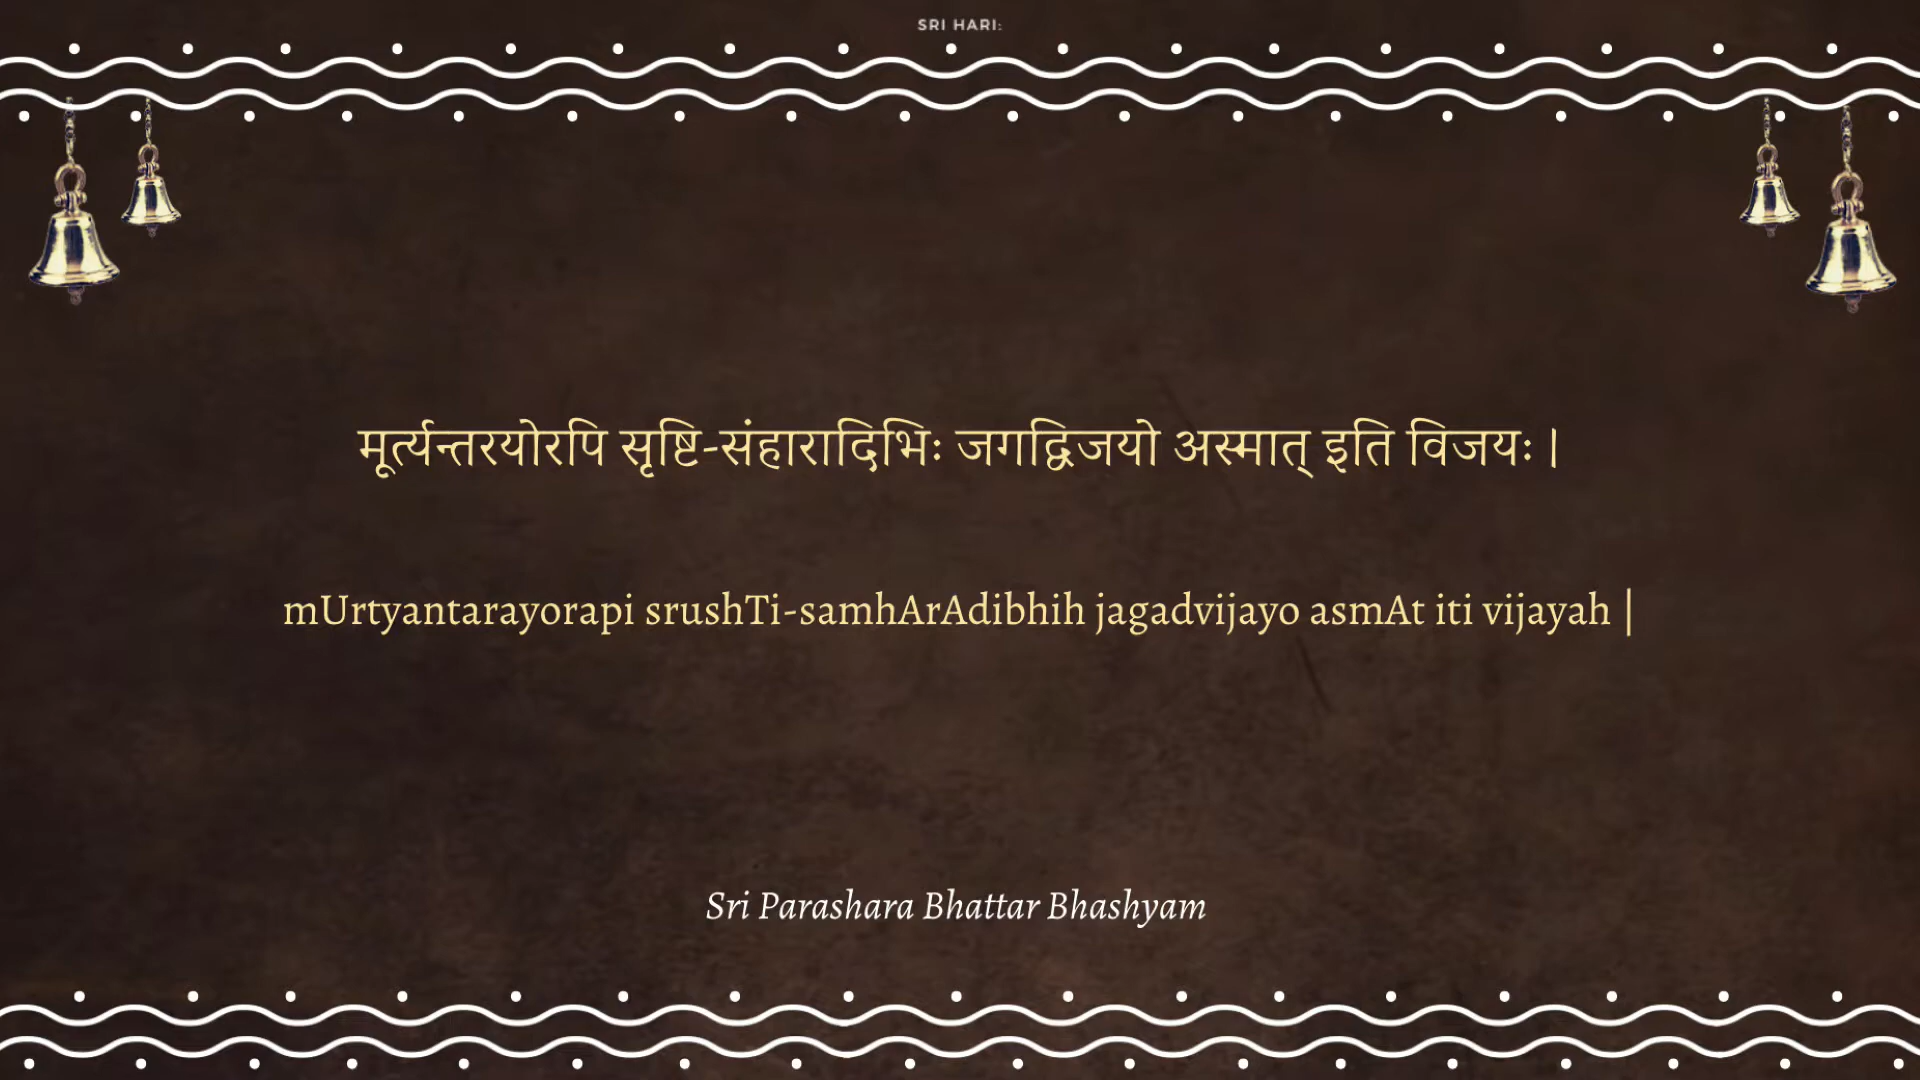 SRI HARI:
मूर्त्यन्तरयोरपि सृष्टि-संहारादिभिः जगद्विजयो अस्मात् इति विजयः |
mUrtyantarayorapi srushTi-samhArAdibhih jagadvijayo asmAt iti vijayah |
Sri Parashara Bhattar Bhashyam